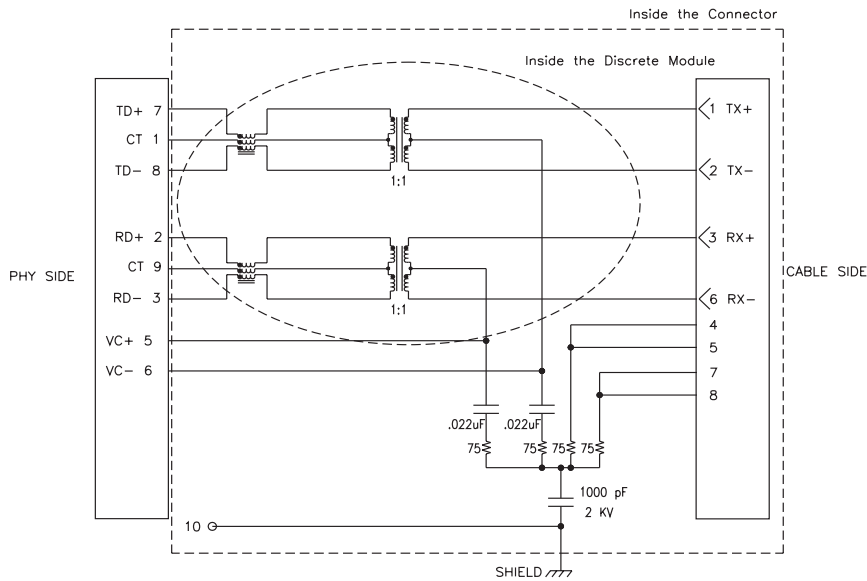 Inside the Connector
Inside the Discrete Module
TD+ 7
1 TX+
CT 1
TD- 8
2 TX-
1:1
RD+ 2
3 RX+
CT 9
PHY SIDE
CABLE SIDE
RD- 3
6 RX-
1:1
4
VC+ 5
5
VC- 6
7
8
.022uF
.022uF
75
75
75
75
1000 pF
2 KV
10
SHIELD